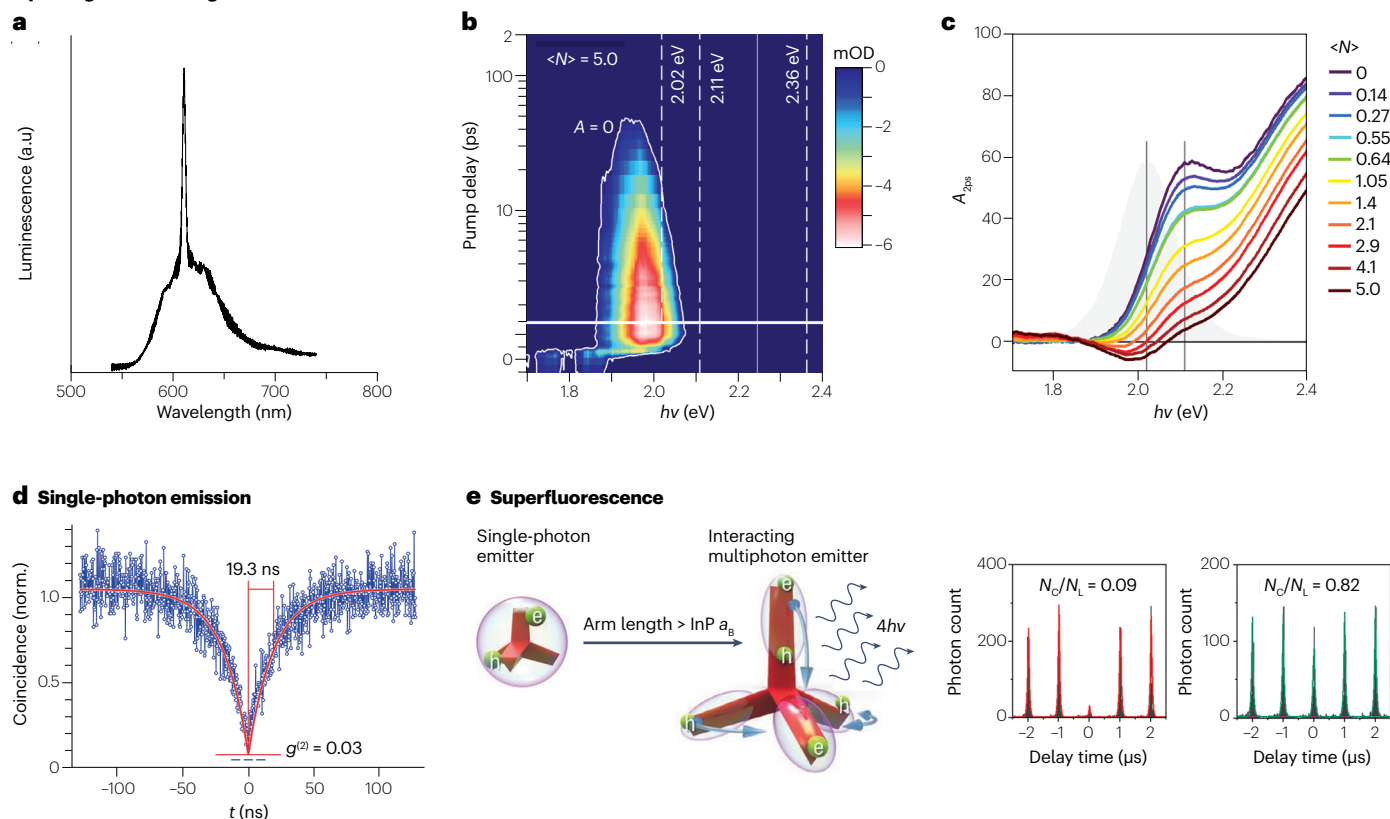 a
Luminescence (a.u)
500
600
700
800
Wavelength (nm)
b
<N> = 5.0
A = 0
2.02 eV
2.11 eV
2.36 eV
mOD
0
−2
−4
−6
Pump delay (ps)
2
100
10
0
1.8
2.0
2.2
2.4
hv (eV)
c
A2ps
100
80
60
40
20
0
1.8
2.0
2.2
2.4
hv (eV)
<N>
0
0.14
0.27
0.55
0.64
1.05
1.4
2.1
2.9
4.1
5.0
d Single-photon emission
Coincidence (norm.)
1.0
0.5
0
19.3 ns
g(2) = 0.03
−100
−50
0
50
100
t (ns)
e Superfluorescence
Single-photon
emitter
e
h
Arm length > InP aB
Interacting
multiphoton emitter
e
h
h
h
e
4hv
Photon count
400
200
0
NC/NL = 0.09
−2
−1
0
1
2
Delay time (μs)
Photon count
200
100
0
NC/NL = 0.82
−2
−1
0
1
2
Delay time (μs)